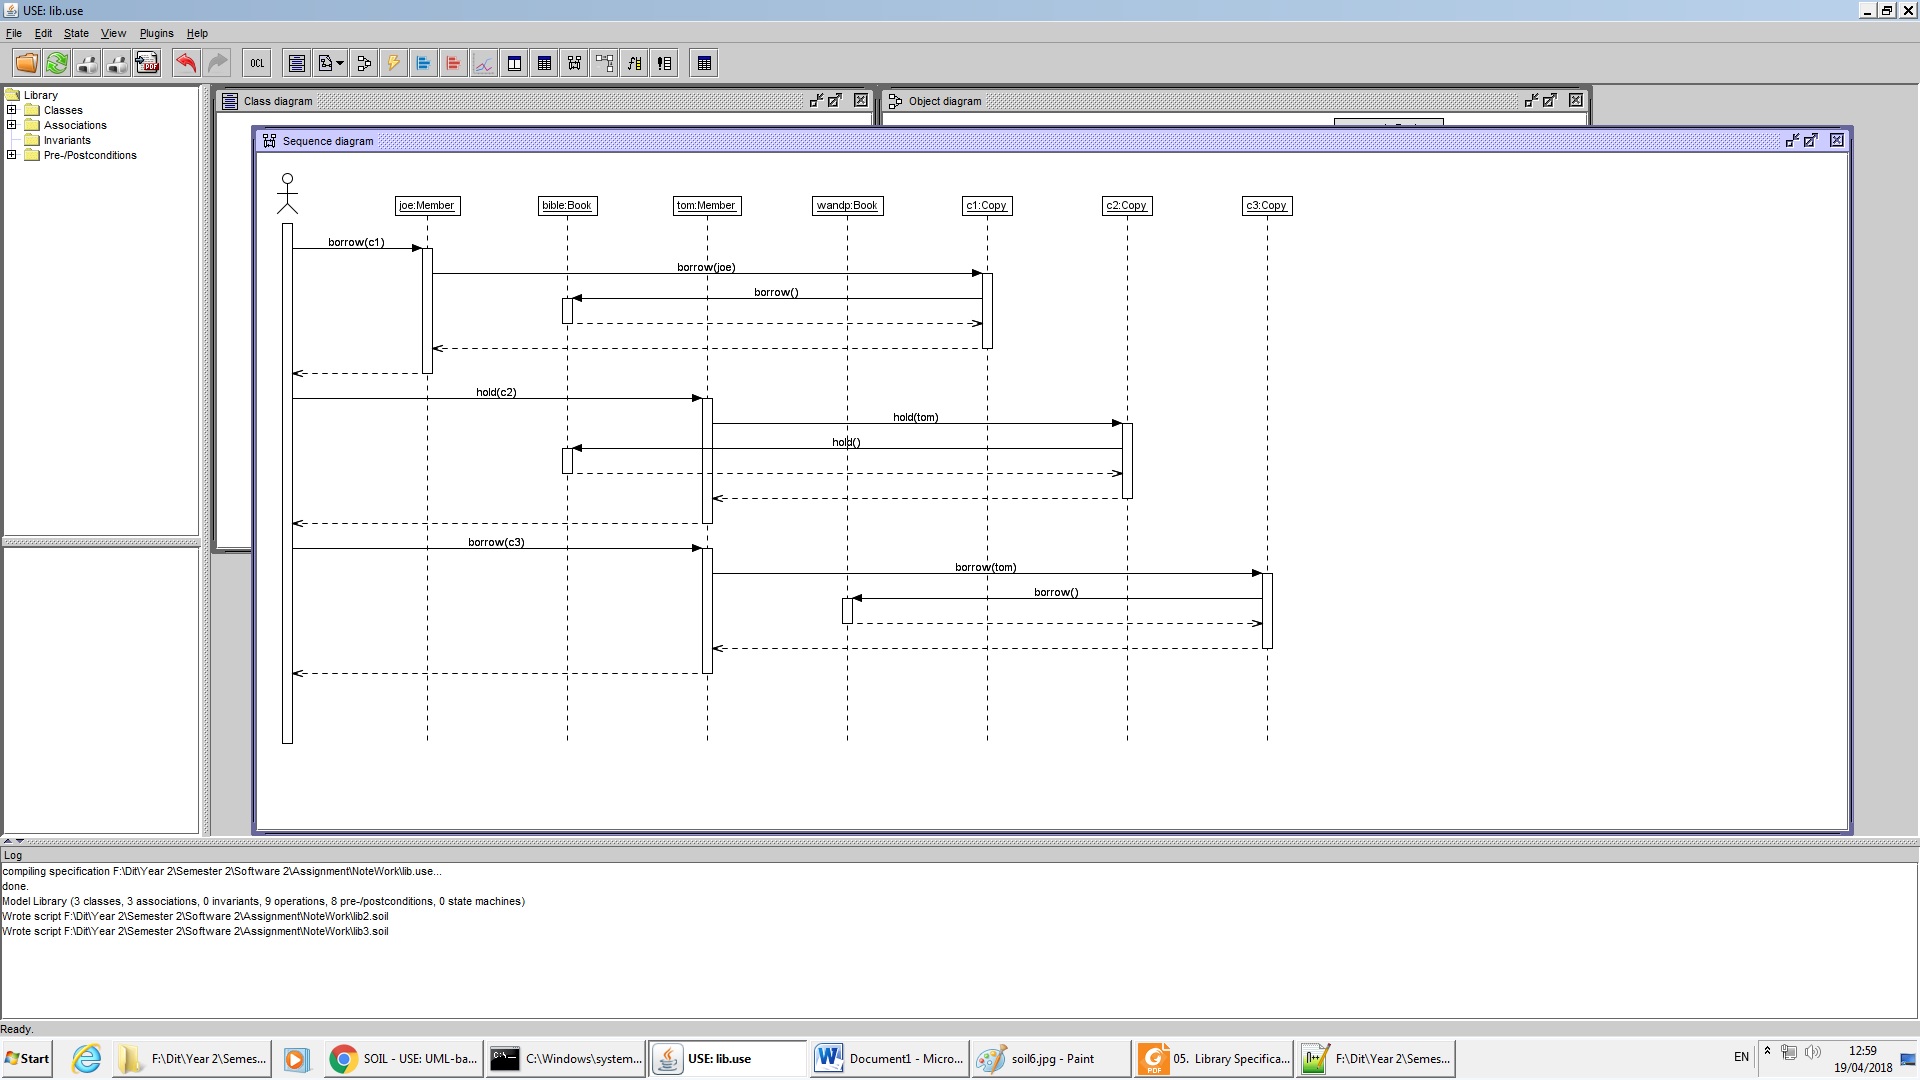 USE: lib.use
File Edit State View Plugins Help
OCL
Library
Classes
Associations
Invariants
Pre-/Postconditions
Class diagram
Object diagram
Sequence diagram
joe:Member bible:Book tom:Member wandp:Book c1:Copy c2:Copy c3:Copy
borrow(c1)
borrow(joe)
borrow()
hold(c2)
hold(tom)
hold()
borrow(c3)
borrow(tom)
borrow()
Log
compiling specification F:\Dit\Year 2\Semester 2\Software 2\Assignment\NoteWork\lib.use...
done.
Model Library (3 classes, 3 associations, 0 invariants, 9 operations, 8 pre-/postconditions, 0 state machines)
Wrote script F:\Dit\Year 2\Semester 2\Software 2\Assignment\NoteWork\lib2.soil
Wrote script F:\Dit\Year 2\Semester 2\Software 2\Assignment\NoteWork\lib3.soil
Ready.
Start F:\Dit\Year 2\Semes... SOIL - USE: UML-ba... C:\Windows\system... USE: lib.use Document1 - Micro... soil6.jpg - Paint PDF 05. Library Specifica... F:\Dit\Year 2\Semes... EN 12:59
19/04/2018